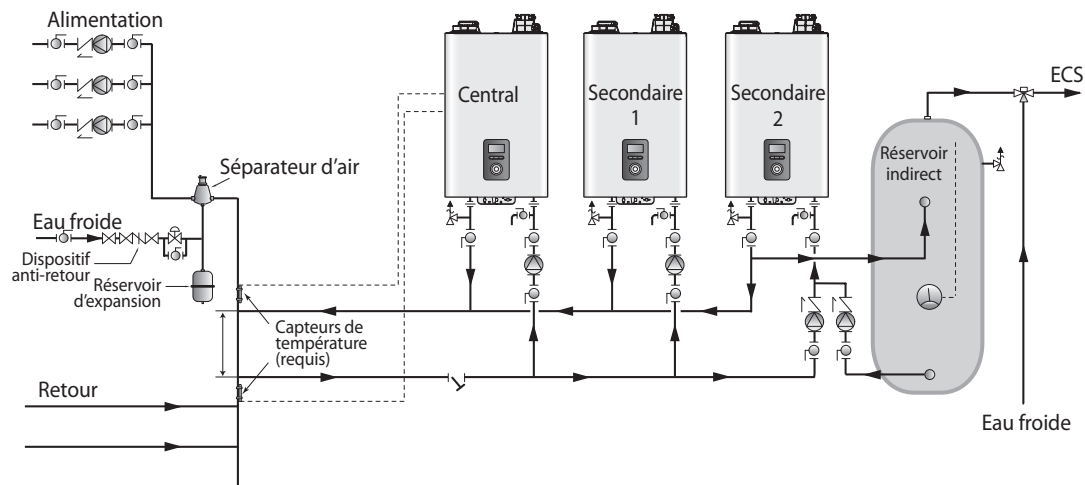 Alimentation
Central
Secondaire
1
Secondaire
2
ECS
Réservoir
indirect
Séparateur d'air
Eau froide
Dispositif
anti-retour
Réservoir
d'expansion
Capteurs de
température
(requis)
Retour
Eau froide